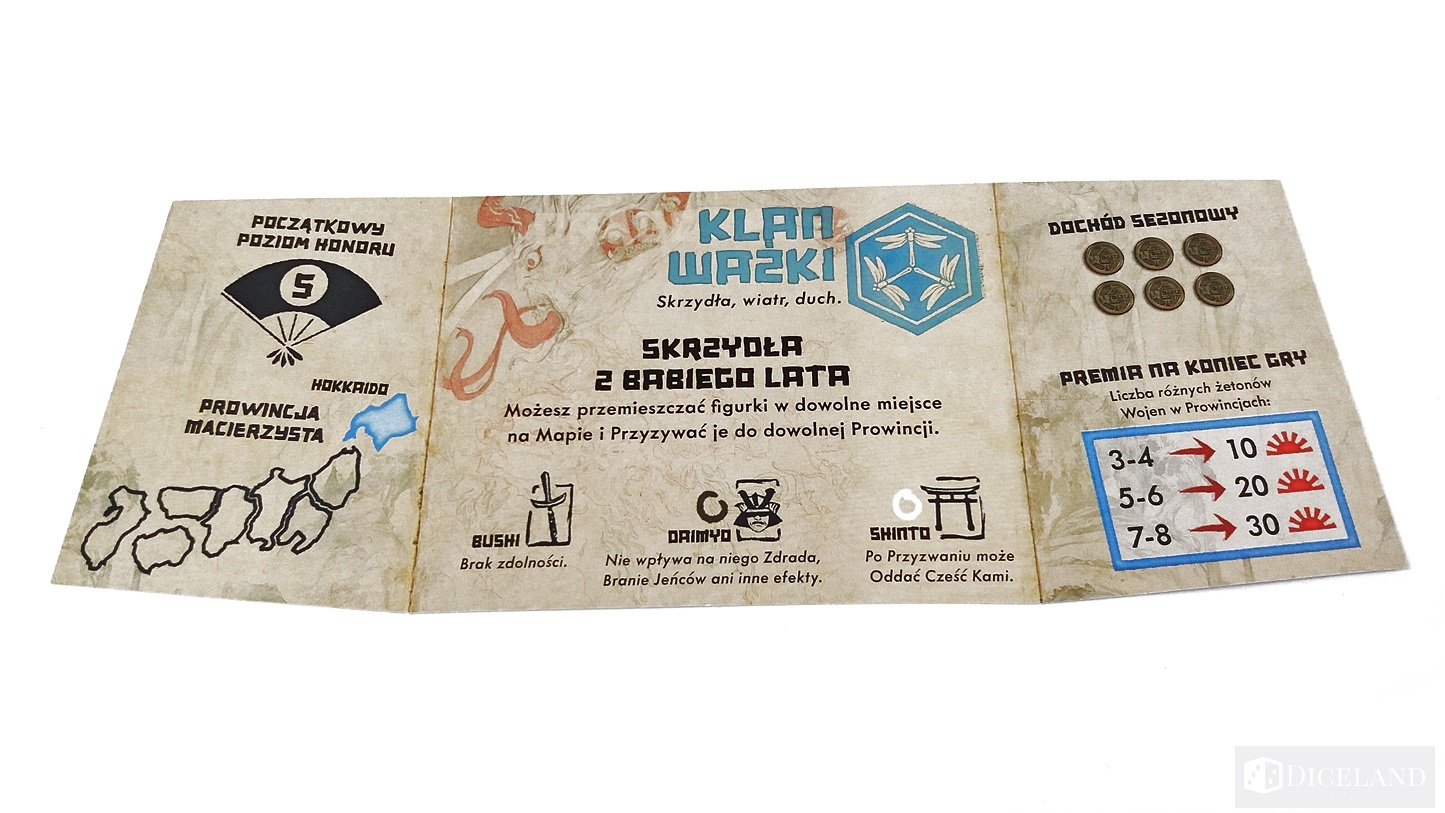 POCZĄTKOWY
POZIOM HONORU
5
HOKKAIDO
PROWINCJA
MACIERZYSTA
KLAN
WAŻKI
Skrzydła, wiatr, duch.
SKRZYDŁA
Z BABIEGO LATA
Możesz przemieszczać figurki w dowolne miejsce
na Mapie i Przyzywać je do dowolnej Prowincji.
BUSHI
Brak zdolności.
DAIMYO
Nie wpływa na niego Zdrada,
Branie Jeńców ani inne efekty.
SHINTO
Po Przyzwaniu może
Oddać Cześć Kami.
DOCHÓD SEZONOWY
PREMIA NA KONIEC GRY
Liczba różnych żetonów
Wojen w Prowincjach:
3-4 10
5-6 20
7-8 30
DICELAND